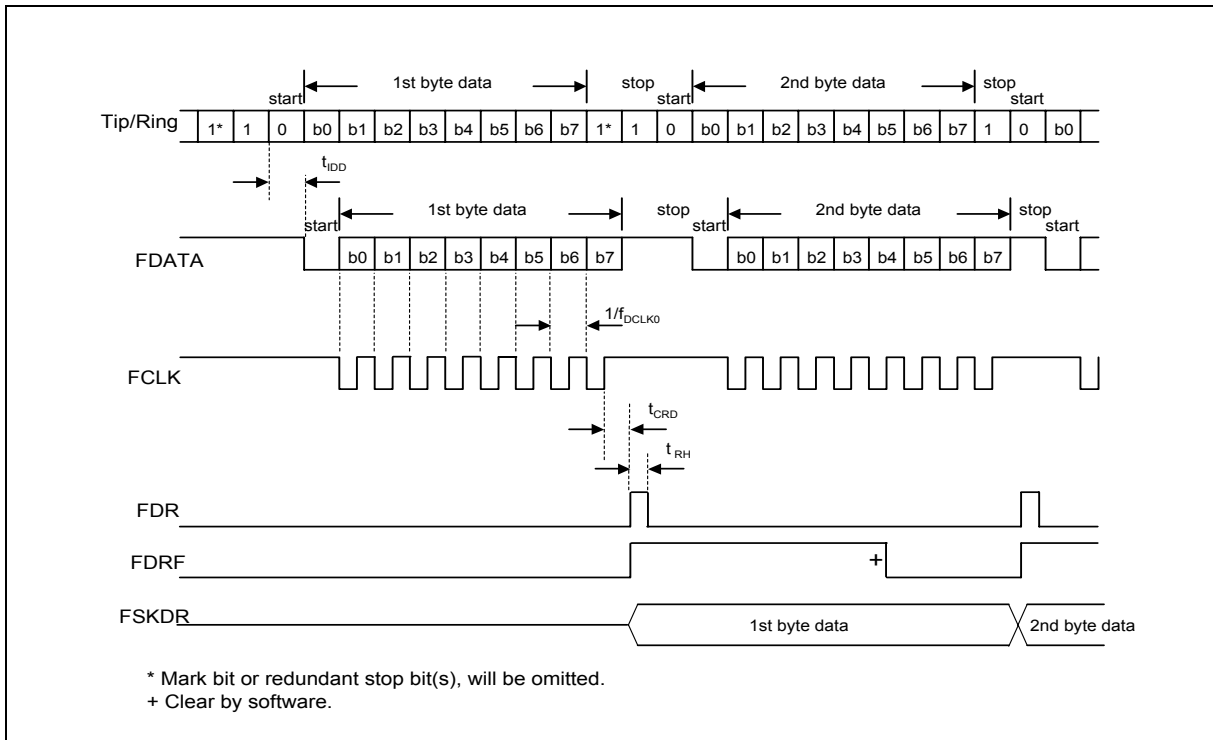 1st byte data stop 2nd byte data stop
start start start
Tip/Ring 1* 1 0 b0 b1 b2 b3 b4 b5 b6 b7 1* 1 0 b0 b1 b2 b3 b4 b5 b6 b7 1 0 b0
tIDD
1st byte data stop 2nd byte data stop
start start start
FDATA b0 b1 b2 b3 b4 b5 b6 b7 b0 b1 b2 b3 b4 b5 b6 b7
1/fDCLK0
FCLK
tCRD
tRH
FDR
FDRF +
FSKDR 1st byte data 2nd byte data
* Mark bit or redundant stop bit(s), will be omitted.
+ Clear by software.